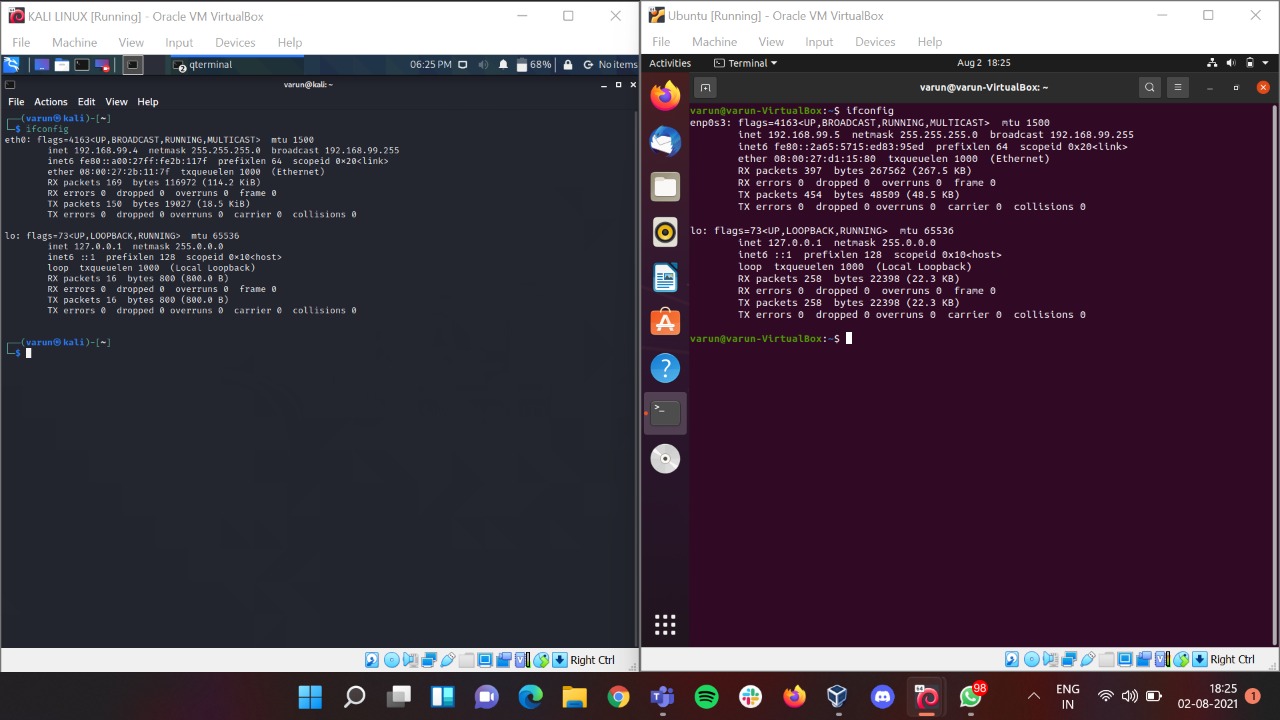 KALI LINUX [Running] - Oracle VM VirtualBox
File Machine View Input Devices Help
2 qterminal 06:25 PM 68% No items
varun@kali: ~
File Actions Edit View Help
┌──(varun㉿kali)-[~]
└─$ ifconfig
eth0: flags=4163<UP,BROADCAST,RUNNING,MULTICAST>  mtu 1500
        inet 192.168.99.4  netmask 255.255.255.0  broadcast 192.168.99.255
        inet6 fe80::a00:27ff:fe2b:117f  prefixlen 64  scopeid 0×20<link>
        ether 08:00:27:2b:11:7f  txqueuelen 1000  (Ethernet)
        RX packets 169  bytes 116972 (114.2 KiB)
        RX errors 0  dropped 0  overruns 0  frame 0
        TX packets 150  bytes 19027 (18.5 KiB)
        TX errors 0  dropped 0 overruns 0  carrier 0  collisions 0
lo: flags=73<UP,LOOPBACK,RUNNING>  mtu 65536
        inet 127.0.0.1  netmask 255.0.0.0
        inet6 ::1  prefixlen 128  scopeid 0×10<host>
        loop  txqueuelen 1000  (Local Loopback)
        RX packets 16  bytes 800 (800.0 B)
        RX errors 0  dropped 0  overruns 0  frame 0
        TX packets 16  bytes 800 (800.0 B)
        TX errors 0  dropped 0 overruns 0  carrier 0  collisions 0
┌──(varun㉿kali)-[~]
└─$
Right Ctrl
Ubuntu [Running] - Oracle VM VirtualBox
File Machine View Input Devices Help
Activities Terminal Aug 2 18:25
varun@varun-VirtualBox: ~
varun@varun-VirtualBox:~$ ifconfig
enp0s3: flags=4163<UP,BROADCAST,RUNNING,MULTICAST>  mtu 1500
        inet 192.168.99.5  netmask 255.255.255.0  broadcast 192.168.99.255
        inet6 fe80::2a65:5715:ed83:95ed  prefixlen 64  scopeid 0x20<link>
        ether 08:00:27:d1:15:80  txqueuelen 1000  (Ethernet)
        RX packets 397  bytes 267562 (267.5 KB)
        RX errors 0  dropped 0  overruns 0  frame 0
        TX packets 454  bytes 48509 (48.5 KB)
        TX errors 0  dropped 0 overruns 0  carrier 0  collisions 0
lo: flags=73<UP,LOOPBACK,RUNNING>  mtu 65536
        inet 127.0.0.1  netmask 255.0.0.0
        inet6 ::1  prefixlen 128  scopeid 0x10<host>
        loop  txqueuelen 1000  (Local Loopback)
        RX packets 258  bytes 22398 (22.3 KB)
        RX errors 0  dropped 0  overruns 0  frame 0
        TX packets 258  bytes 22398 (22.3 KB)
        TX errors 0  dropped 0 overruns 0  carrier 0  collisions 0
varun@varun-VirtualBox:~$
Right Ctrl
98
ENG
IN
18:25
02-08-2021
1